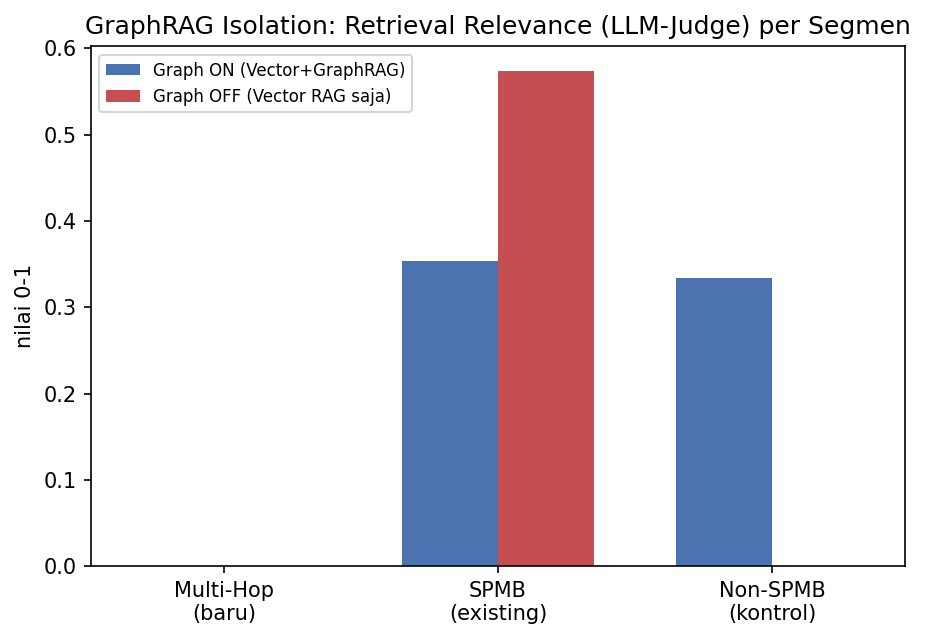 GraphRAG Isolation: Retrieval Relevance (LLM-Judge) per Segmen
Graph ON (Vector+GraphRAG)
Graph OFF (Vector RAG saja)
nilai 0-1
0.6
0.5
0.4
0.3
0.2
0.1
0.0
Multi-Hop
(baru)
SPMB
(existing)
Non-SPMB
(kontrol)